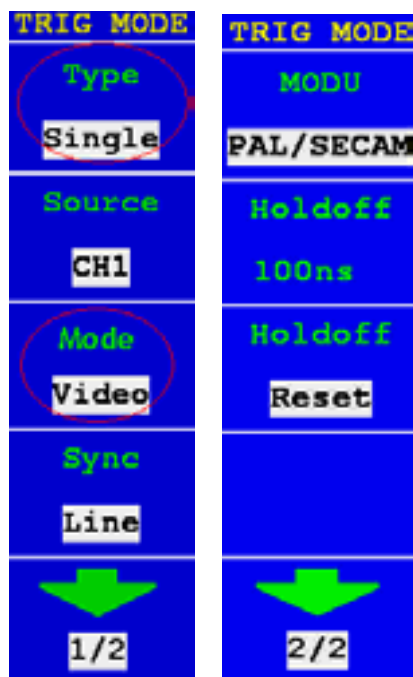 TRIG MODE
Type
Single
Source
CH1
Mode
Video
Sync
Line
1/2
TRIG MODE
MODU
PAL/SECAM
Holdoff
100ns
Holdoff
Reset
2/2